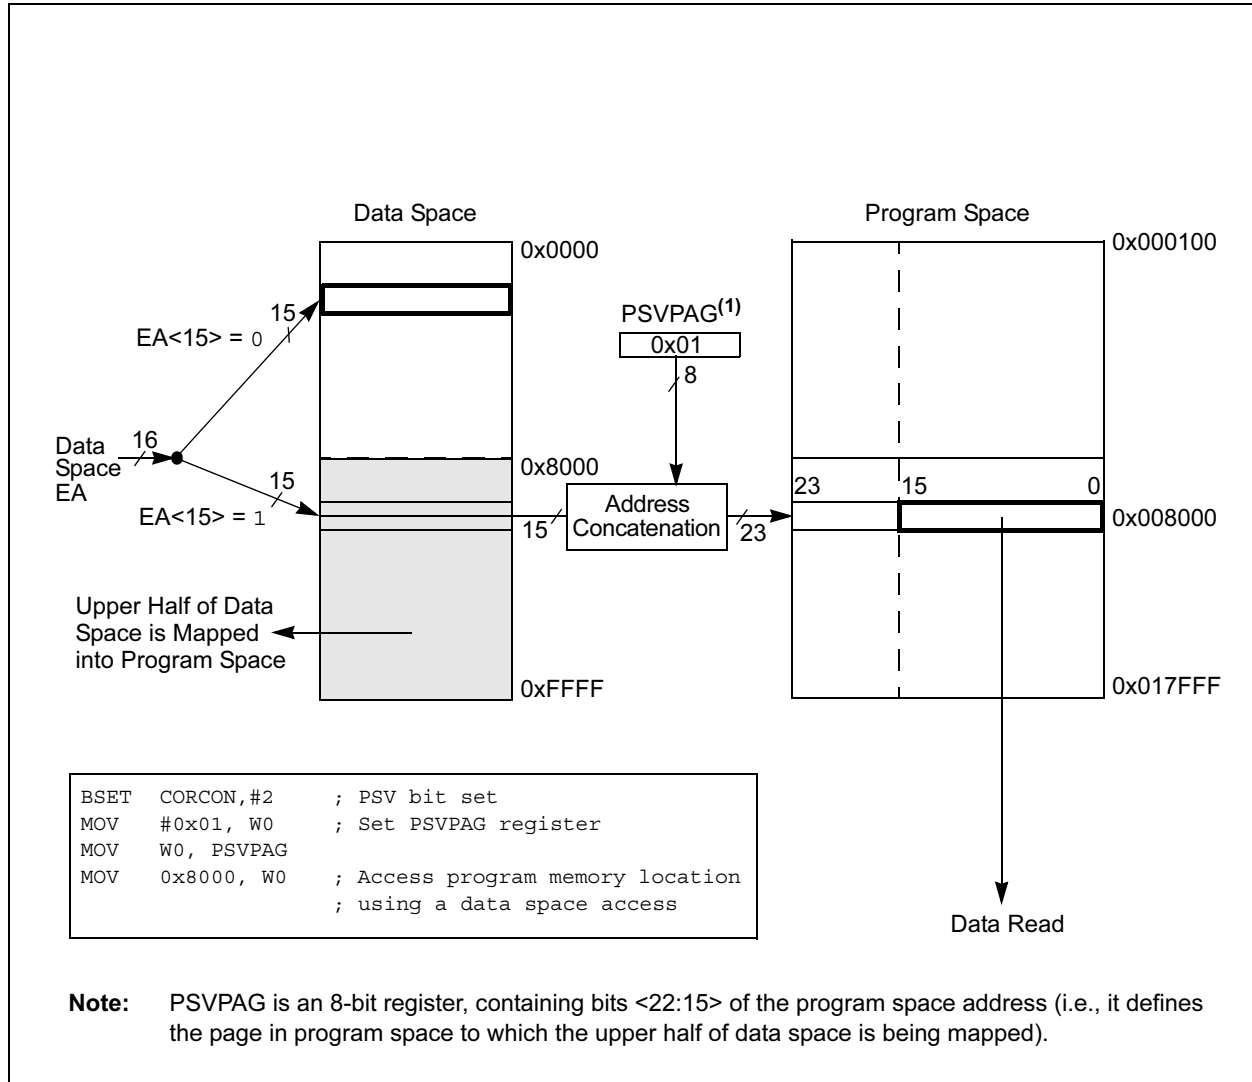 Data Space
Program Space
0x0000
0x000100
15
EA<15> = 0
PSVPAG(1)
0x01
8
Data
Space
EA
16
0x8000
15
EA<15> = 1
15
Address
Concatenation
23
23
15
0
0x008000
Upper Half of Data
Space is Mapped
into Program Space
0xFFFF
0x017FFF
BSET CORCON,#2 ; PSV bit set
MOV #0x01, W0 ; Set PSVPAG register
MOV W0, PSVPAG
MOV 0x8000, W0 ; Access program memory location
; using a data space access
Data Read
Note: PSVPAG is an 8-bit register, containing bits <22:15> of the program space address (i.e., it defines
the page in program space to which the upper half of data space is being mapped).